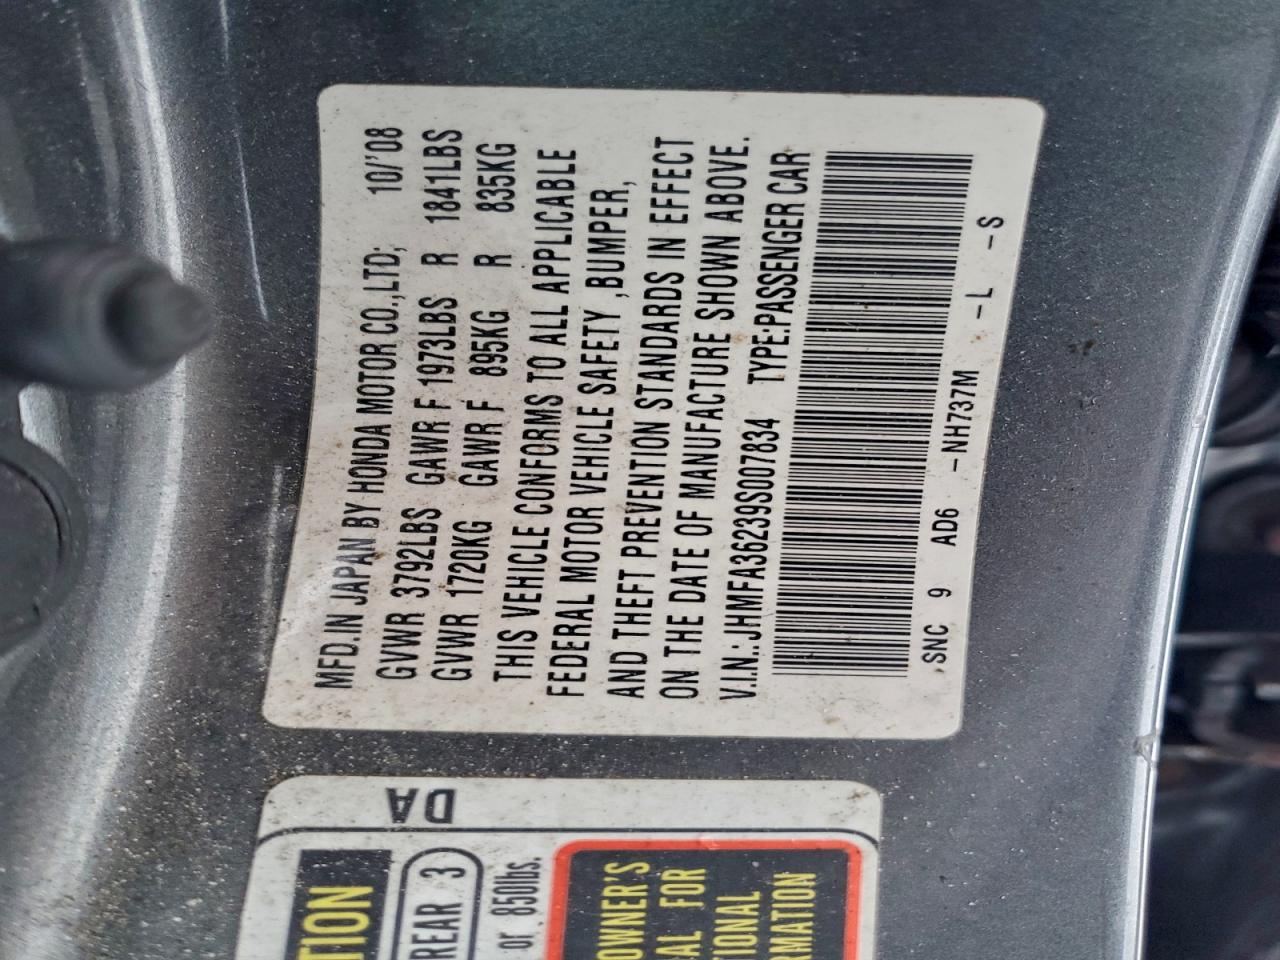 MFD.IN JAPAN BY HONDA MOTOR CO.,LTD; 10/'08
GVWR 3792LBS GAWR F 1973LBS R 1841LBS
GVWR 1720KG GAWR F 895KG R 835KG
THIS VEHICLE CONFORMS TO ALL APPLICABLE
FEDERAL MOTOR VEHICLE SAFETY ,BUMPER,
AND THEFT PREVENTION STANDARDS IN EFFECT
ON THE DATE OF MANUFACTURE SHOWN ABOVE.
V.I.N.:JHMFA36239S007834 TYPE:PASSENGER CAR
SNC 9 AD6 -NH737M -L -S
DA
TION
REAR 3
or 850lbs.
OWNER'S
AL FOR
TIONAL
RMATION